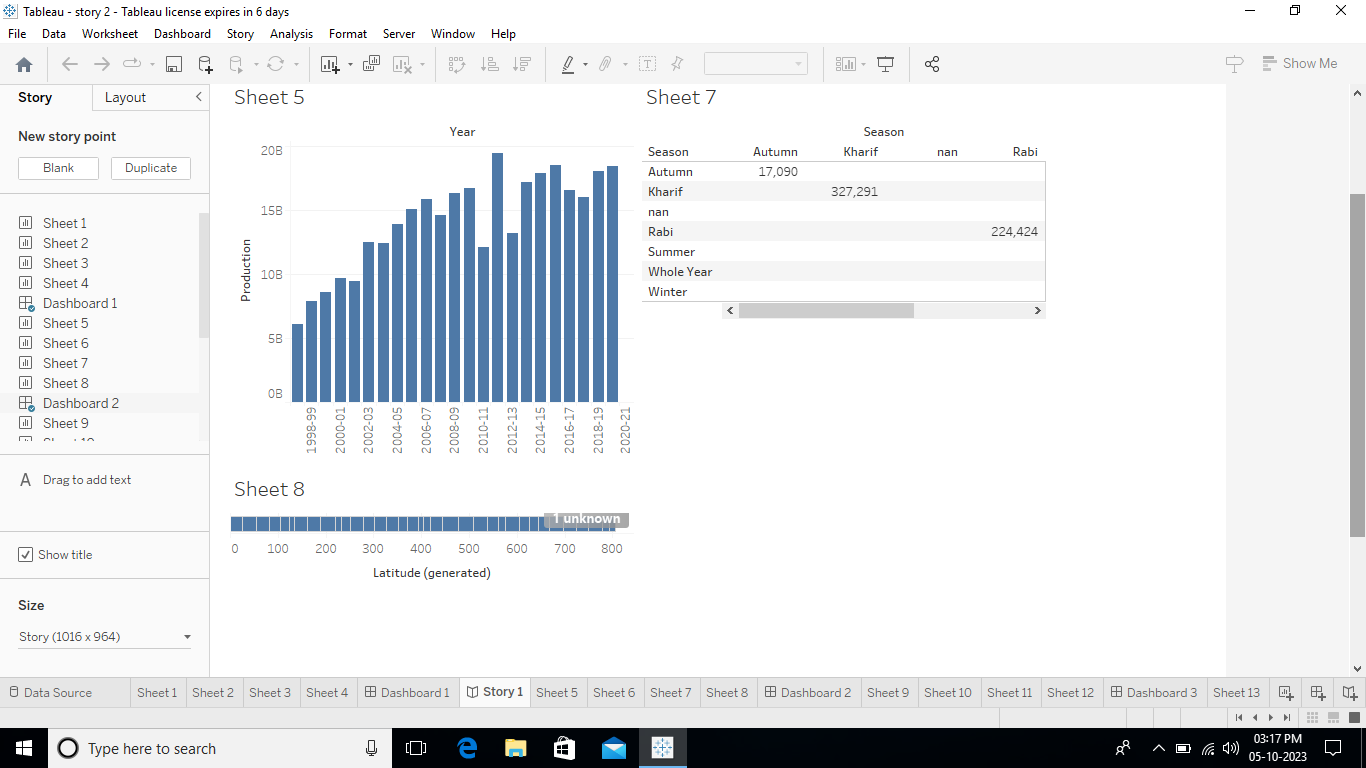 Tableau - story 2 - Tableau license expires in 6 days
File Data Worksheet Dashboard Story Analysis Format Server Window Help
Show Me
Story Layout
New story point
Blank Duplicate
Sheet 1
Sheet 2
Sheet 3
Sheet 4
Dashboard 1
Sheet 5
Sheet 6
Sheet 7
Sheet 8
Dashboard 2
Sheet 9
A Drag to add text
Show title
Size
Story (1016 x 964)
Sheet 5
Year
Production
20B
15B
10B
5B
0B
1998-99
2000-01
2002-03
2004-05
2006-07
2008-09
2010-11
2012-13
2014-15
2016-17
2018-19
2020-21
Sheet 7
Season
Season Autumn Kharif nan Rabi
Autumn 17,090
Kharif 327,291
nan
Rabi 224,424
Summer
Whole Year
Winter
Sheet 8
1 unknown
0 100 200 300 400 500 600 700 800
Latitude (generated)
Data Source Sheet 1 Sheet 2 Sheet 3 Sheet 4 Dashboard 1 Story 1 Sheet 5 Sheet 6 Sheet 7 Sheet 8 Dashboard 2 Sheet 9 Sheet 10 Sheet 11 Sheet 12 Dashboard 3 Sheet 13
Type here to search
03:17 PM
05-10-2023